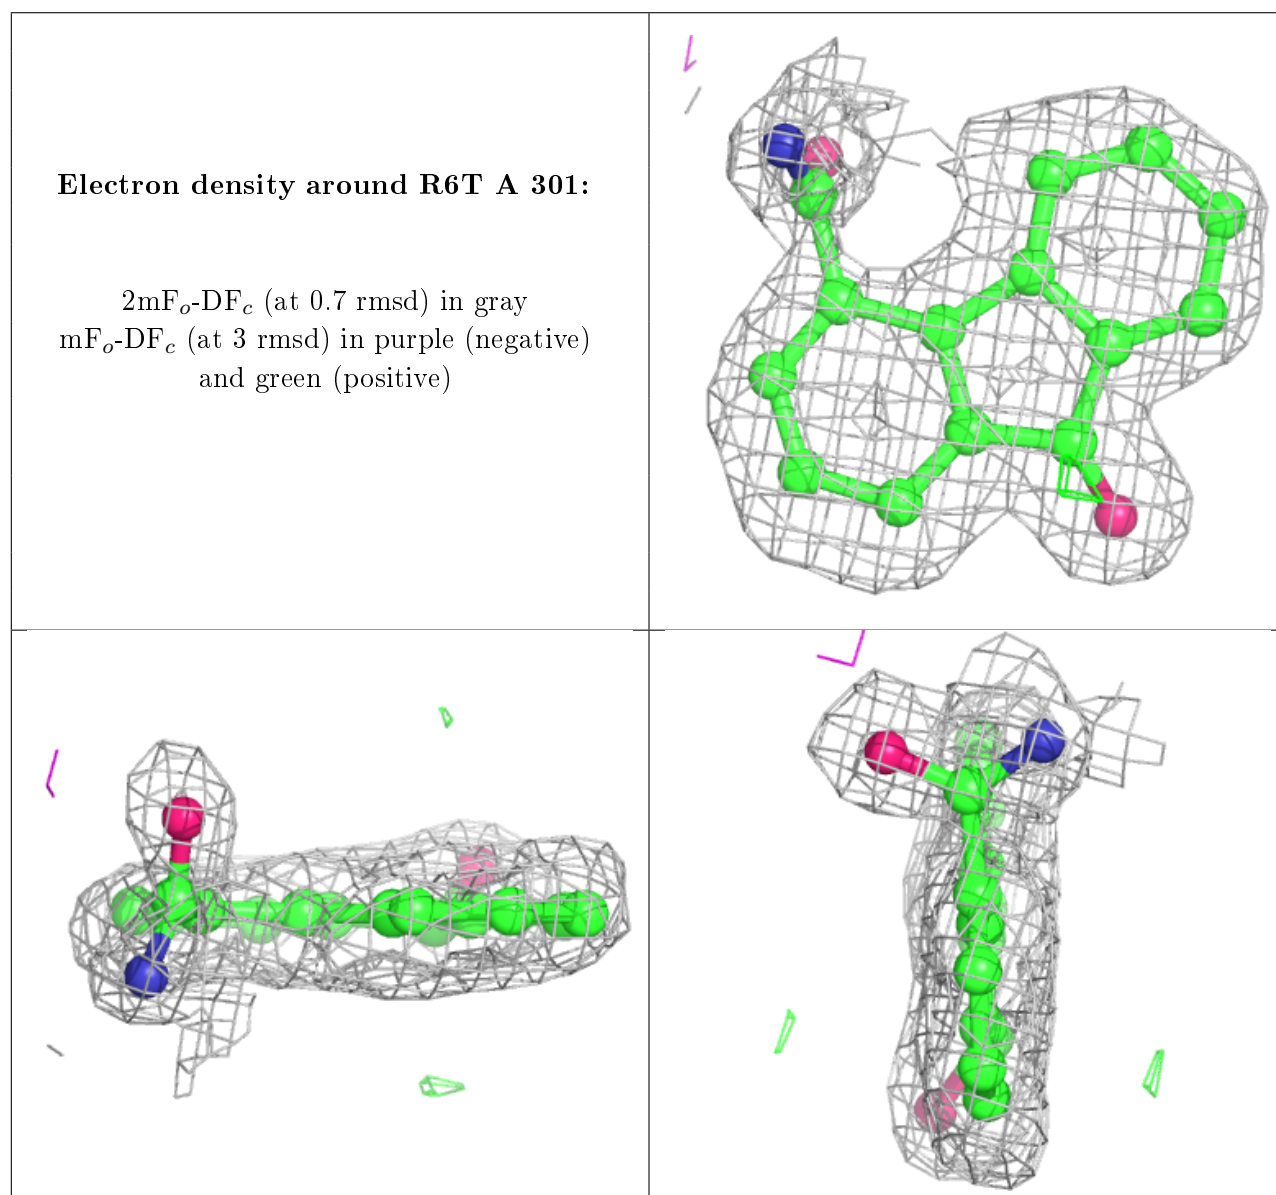 Electron density around R6T A 301:
2mFₒ-DF𝒸 (at 0.7 rmsd) in gray
mFₒ-DF𝒸 (at 3 rmsd) in purple (negative)
and green (positive)